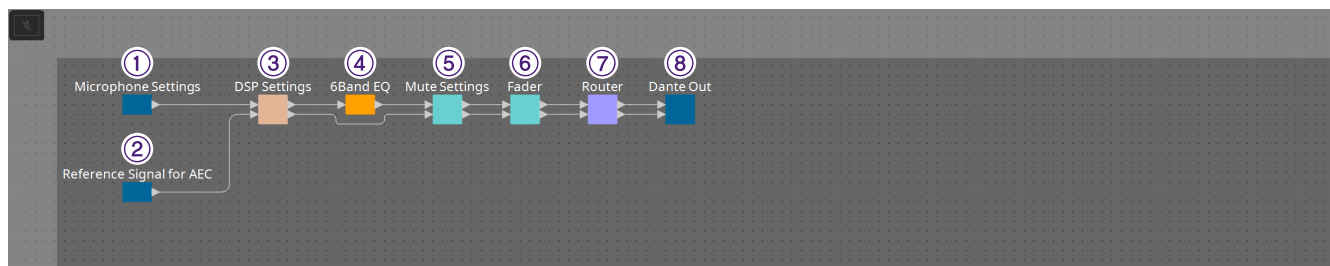 ① ③ ④ ⑤ ⑥ ⑦ ⑧
Microphone Settings DSP Settings 6Band EQ Mute Settings Fader Router Dante Out
②
Reference Signal for AEC